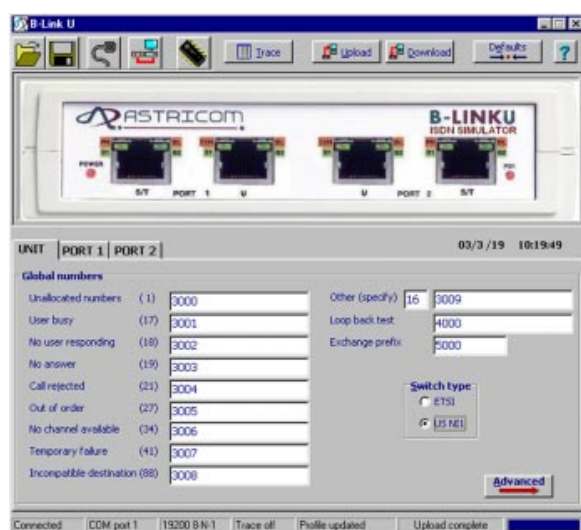 B-Link U
Trace
Upload
Download
Defaults
?
ASTRICOM
B-LINKU
ISDN SIMULATOR
POWER
S/T PORT 1 U
U PORT 2 S/T
UNIT PORT 1 PORT 2
03/3 /19 10:19:49
Global numbers
Unallocated numbers (1) 3000
User busy (17) 3001
No user responding (18) 3002
No answer (19) 3003
Call rejected (21) 3004
Out of order (27) 3005
No channel available (34) 3006
Temporary failure (41) 3007
Incompatible destination (88) 3008
Other (specify) 16 3009
Loop back test 4000
Exchange prefix 5000
Switch type
ETSI
US NI1
Advanced
Connected COM port 1 19200 8-N-1 Trace off Profile updated Upload complete